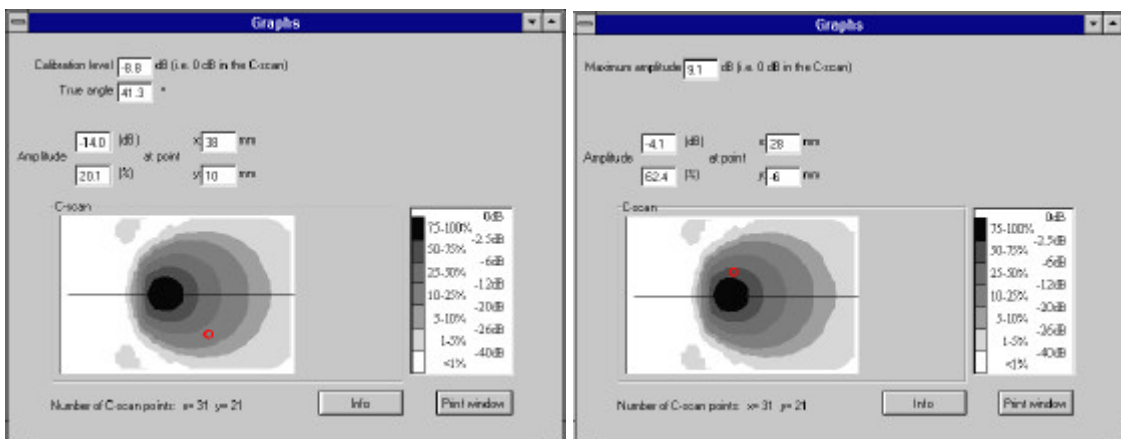 Graphs
Calibration level -8.8 dB (i.e. 0 dB in the C-scan)
True angle 41.3 °
Amplitude -14.0 (dB) at point x 38 mm
20.1 (%) y 10 mm
C-scan
0dB
75-100%
-2.5dB
50-75%
-6dB
25-50%
-12dB
10-25%
-20dB
5-10%
-26dB
1-5%
-40dB
<1%
Number of C-scan points: x= 31 y= 21
Info
Print window
Graphs
Maximum amplitude 9.1 dB (i.e. 0 dB in the C-scan)
Amplitude -4.1 (dB) at point x 28 mm
62.4 (%) y -6 mm
C-scan
0dB
75-100%
-2.5dB
50-75%
-6dB
25-50%
-12dB
10-25%
-20dB
5-10%
-26dB
1-5%
-40dB
<1%
Number of C-scan points: x= 31 y= 21
Info
Print window